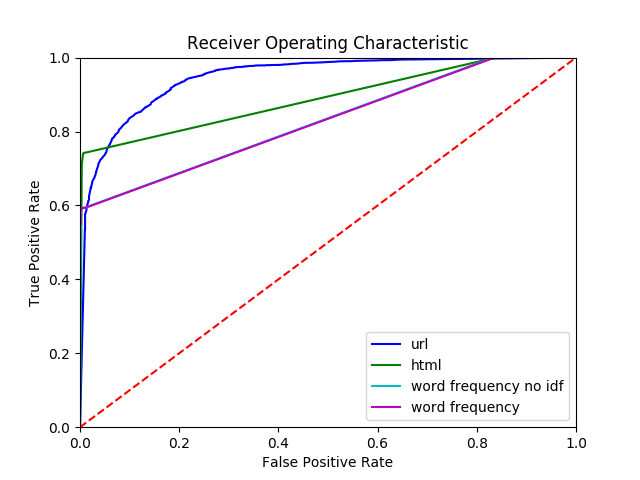 Receiver Operating Characteristic
1.0
0.8
0.6
0.4
0.2
0.0
True Positive Rate
0.0 0.2 0.4 0.6 0.8 1.0
False Positive Rate
url
html
word frequency no idf
word frequency